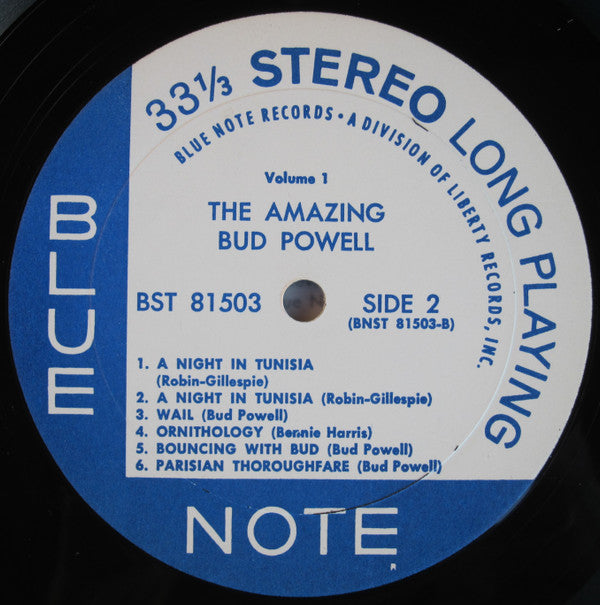 33 1/3 STEREO LONG PLAYING
BLUE NOTE RECORDS • A DIVISION OF LIBERTY RECORDS, INC.
Volume 1
THE AMAZING
BUD POWELL
BST 81503
SIDE 2
(BNST 81503-B)
1. A NIGHT IN TUNISIA
(Robin-Gillespie)
2. A NIGHT IN TUNISIA (Robin-Gillespie)
3. WAIL (Bud Powell)
4. ORNITHOLOGY (Bennie Harris)
5. BOUNCING WITH BUD (Bud Powell)
6. PARISIAN THOROUGHFARE (Bud Powell)
BLUE
NOTE
R